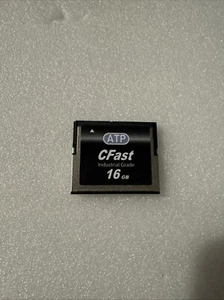 ATP
CFast
Industrial Grade
16 GB